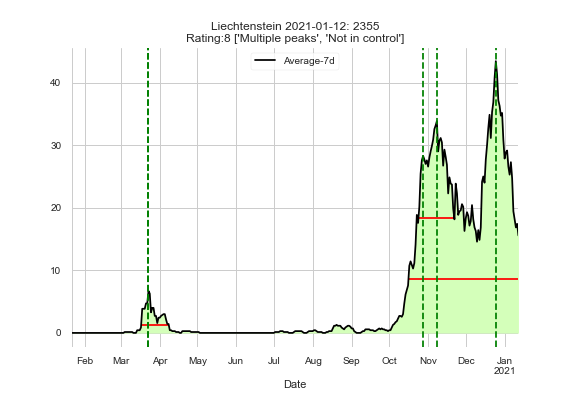 Liechtenstein 2021-01-12: 2355
Rating:8 ['Multiple peaks', 'Not in control']
Average-7d
40
30
20
10
0
Feb Mar Apr May Jun Jul Aug Sep Oct Nov Dec Jan
2021
Date